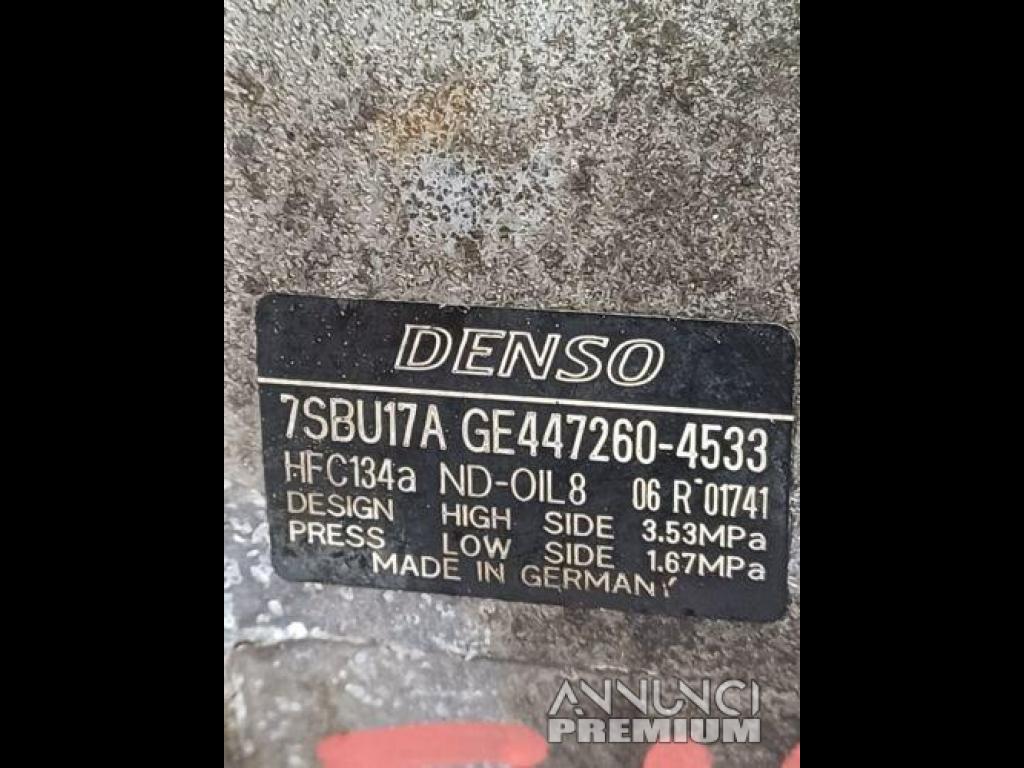 DENSO
7SBU17A GE447260-4533
HFC134a ND-OIL8 06 R 01741
DESIGN HIGH SIDE 3.53MPa
PRESS LOW SIDE 1.67MPa
MADE IN GERMANY
ANNUNCI
PREMIUM